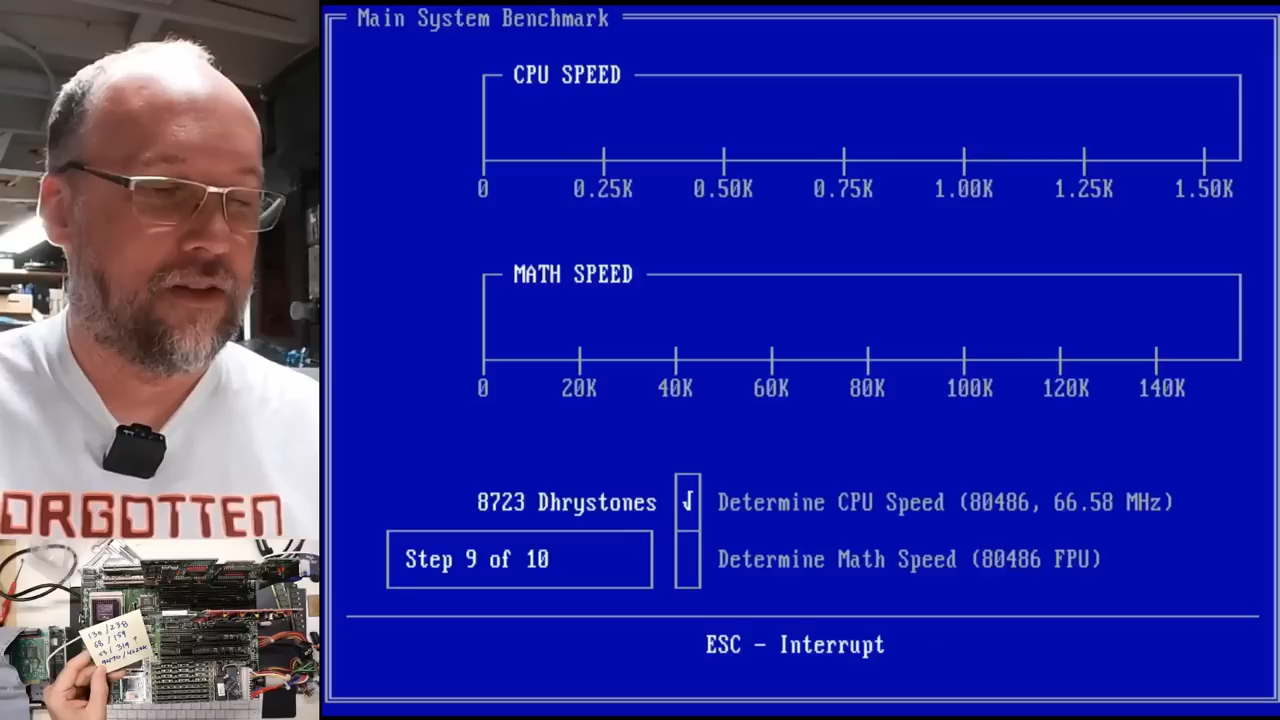 Main System Benchmark
CPU SPEED
0 0.25K 0.50K 0.75K 1.00K 1.25K 1.50K
MATH SPEED
0 20K 40K 60K 80K 100K 120K 140K
8723 Dhrystones √ Determine CPU Speed (80486, 66.58 MHz)
Step 9 of 10 Determine Math Speed (80486 FPU)
ESC - Interrupt
ORGOTTEN
68 / 159